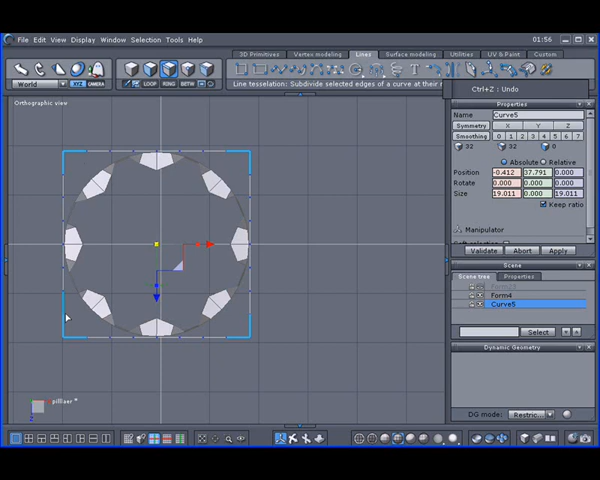 File Edit View Window Selection Tools Help 01:56
3D Primitives Vertex modeling Lines Surface modeling Utilities UV & Paint Custom
World XYZ CAMERA LOOP RING BETW
Line tesselation: Subdivide selected edges of a curve at their m
Ctrl+Z : Undo
Orthographic view
Properties
Name Curve5
Symmetry X Y Z
Smoothing 0 1 2 3 4 5 6 7
32 32 0
Absolute Relative
Position -0.412 37.791 0.000
Rotate 0.000 0.000 0.000
Size 19.011 0.000 19.011
Keep ratio
Manipulator
Validate Abort Apply
Scene
Scene tree Properties
Form4
Curve5
Select
Dynamic Geometry
DG mode: Restric...
pilliaer *
Z